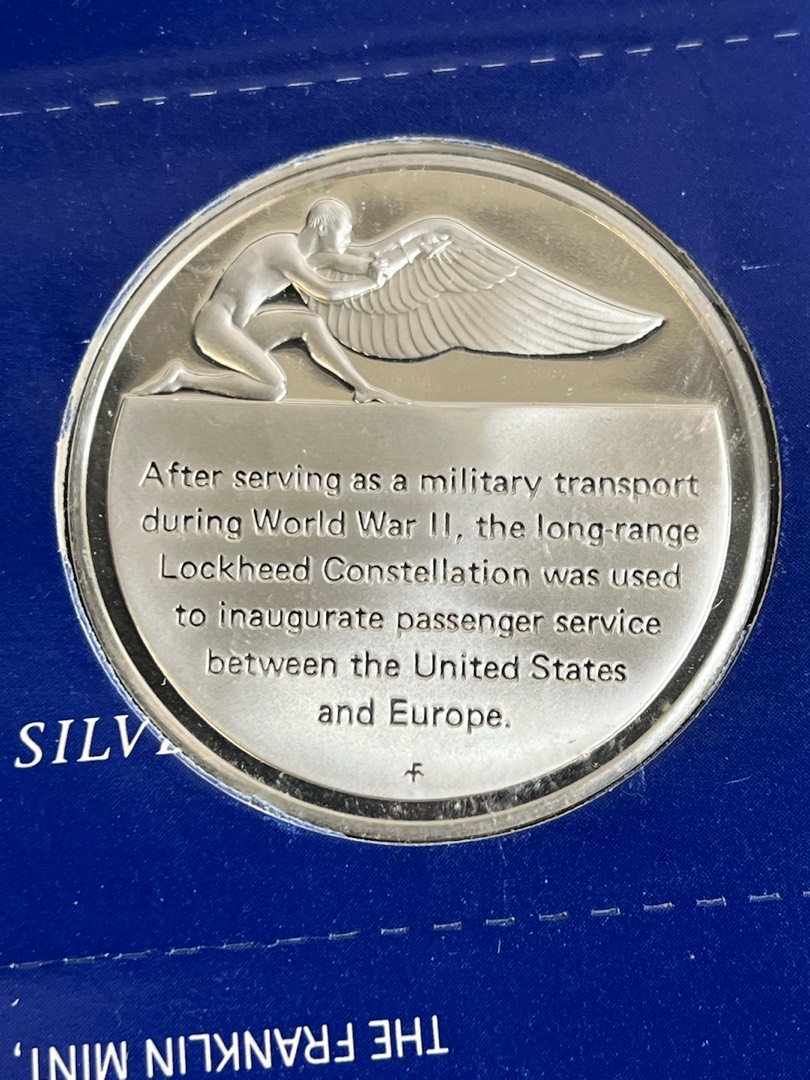 After serving as a military transport
during World War II, the long-range
Lockheed Constellation was used
to inaugurate passenger service
between the United States
and Europe.
SILVE
THE FRANKLIN MINT,